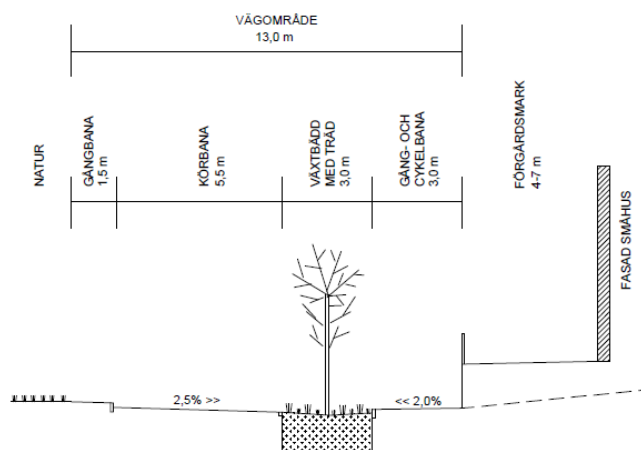 VÄGOMRÅDE
13,0 m
NATUR
GÅNGBANA
1,5 m
KÖRBANA
5,5 m
VÄXTBÄDD
MED TRÄD
3,0 m
GÅNG- OCH
CYKELBANA
3,0 m
FÖRGÅRDSMARK
4-7 m
FASAD SMÅHUS
2,5% >>
<< 2,0%